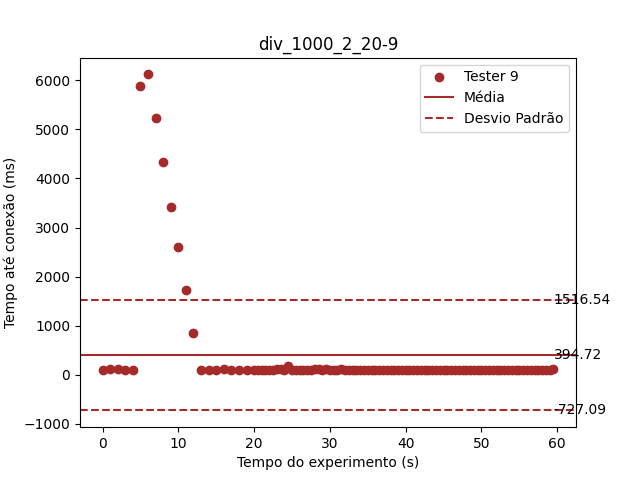 div_1000_2_20-9
Tester 9
Média
Desvio Padrão
Tempo até conexão (ms)
6000
5000
4000
3000
2000
1000
0
−1000
1516.54
394.72
-727.09
0 10 20 30 40 50 60
Tempo do experimento (s)